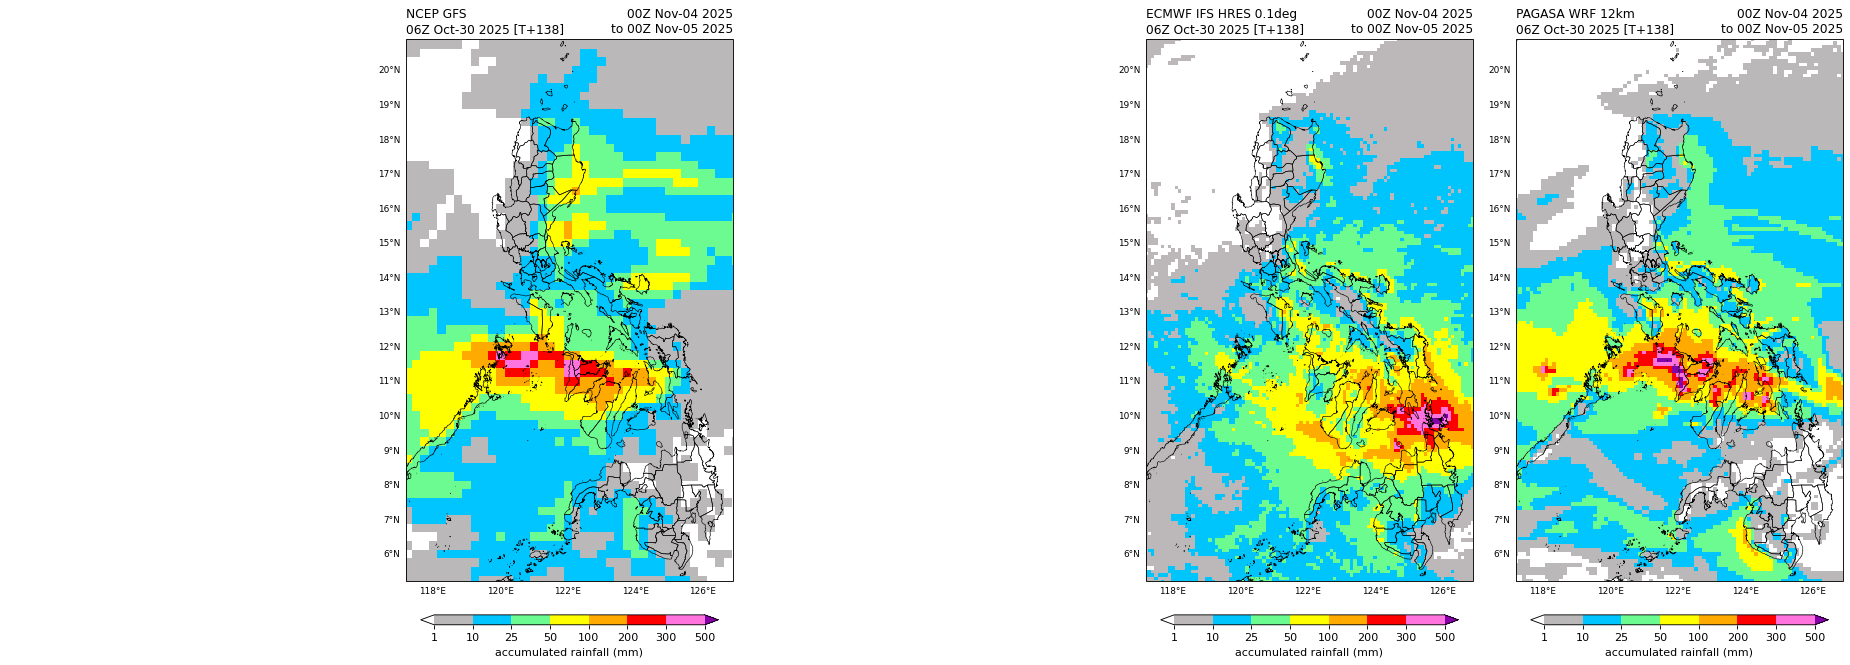 NCEP GFS 00Z Nov-04 2025
06Z Oct-30 2025 [T+138] to 00Z Nov-05 2025
20°N
19°N
18°N
17°N
16°N
15°N
14°N
13°N
12°N
11°N
10°N
9°N
8°N
7°N
6°N
118°E 120°E 122°E 124°E 126°E
1 10 25 50 100 200 300 500
accumulated rainfall (mm)
ECMWF IFS HRES 0.1deg 00Z Nov-04 2025
06Z Oct-30 2025 [T+138] to 00Z Nov-05 2025
20°N
19°N
18°N
17°N
16°N
15°N
14°N
13°N
12°N
11°N
10°N
9°N
8°N
7°N
6°N
118°E 120°E 122°E 124°E 126°E
1 10 25 50 100 200 300 500
accumulated rainfall (mm)
PAGASA WRF 12km 00Z Nov-04 2025
06Z Oct-30 2025 [T+138] to 00Z Nov-05 2025
20°N
19°N
18°N
17°N
16°N
15°N
14°N
13°N
12°N
11°N
10°N
9°N
8°N
7°N
6°N
118°E 120°E 122°E 124°E 126°E
1 10 25 50 100 200 300 500
accumulated rainfall (mm)